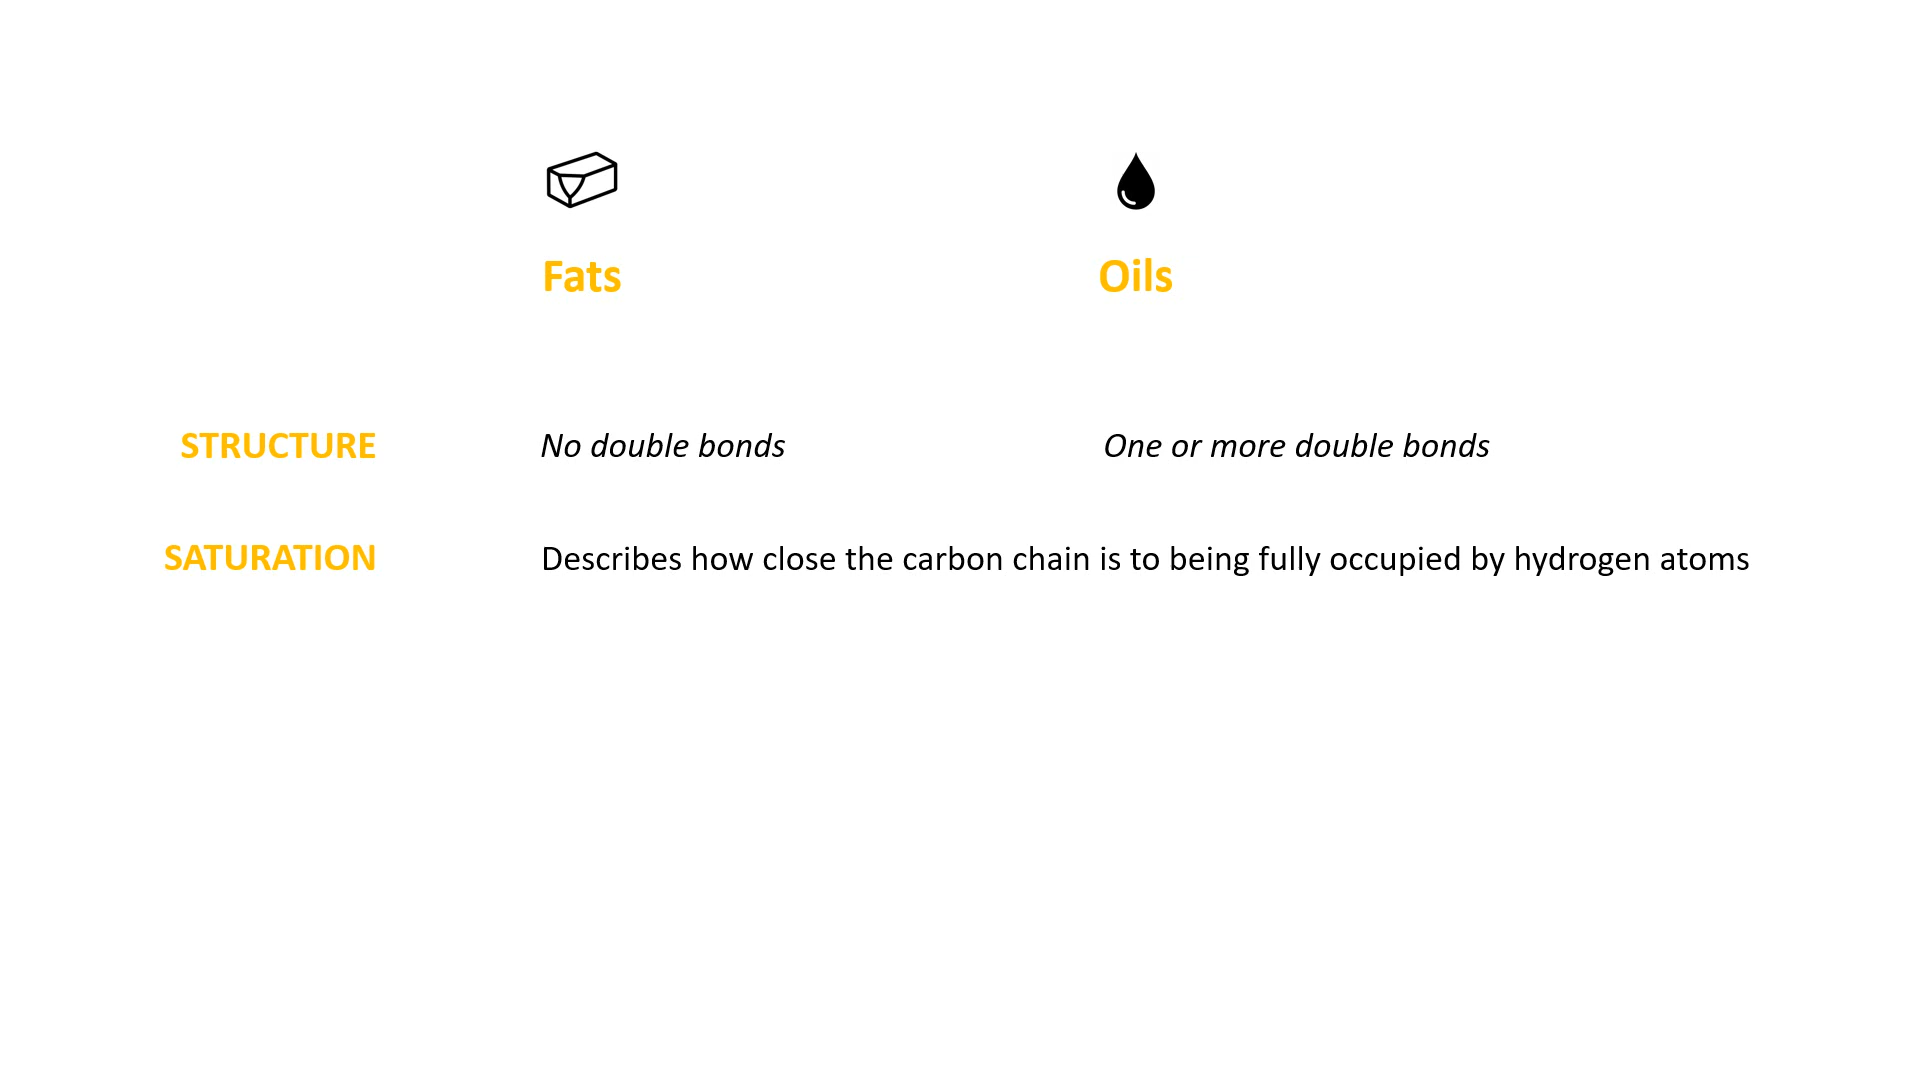 Fats
Oils
STRUCTURE
No double bonds
One or more double bonds
SATURATION
Describes how close the carbon chain is to being fully occupied by hydrogen atoms